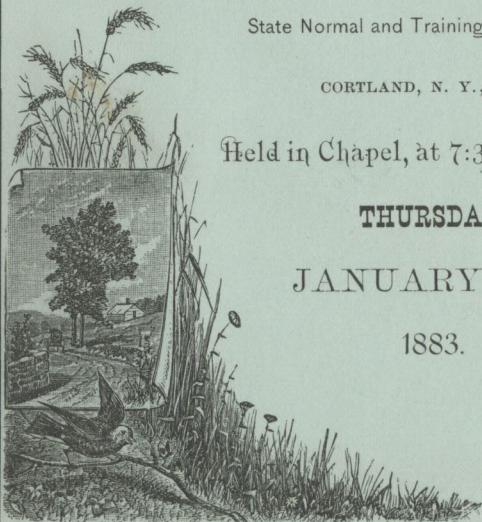 State Normal and Training
CORTLAND, N. Y.,
Held in Chapel, at 7:3
THURSDA
JANUARY
1883.